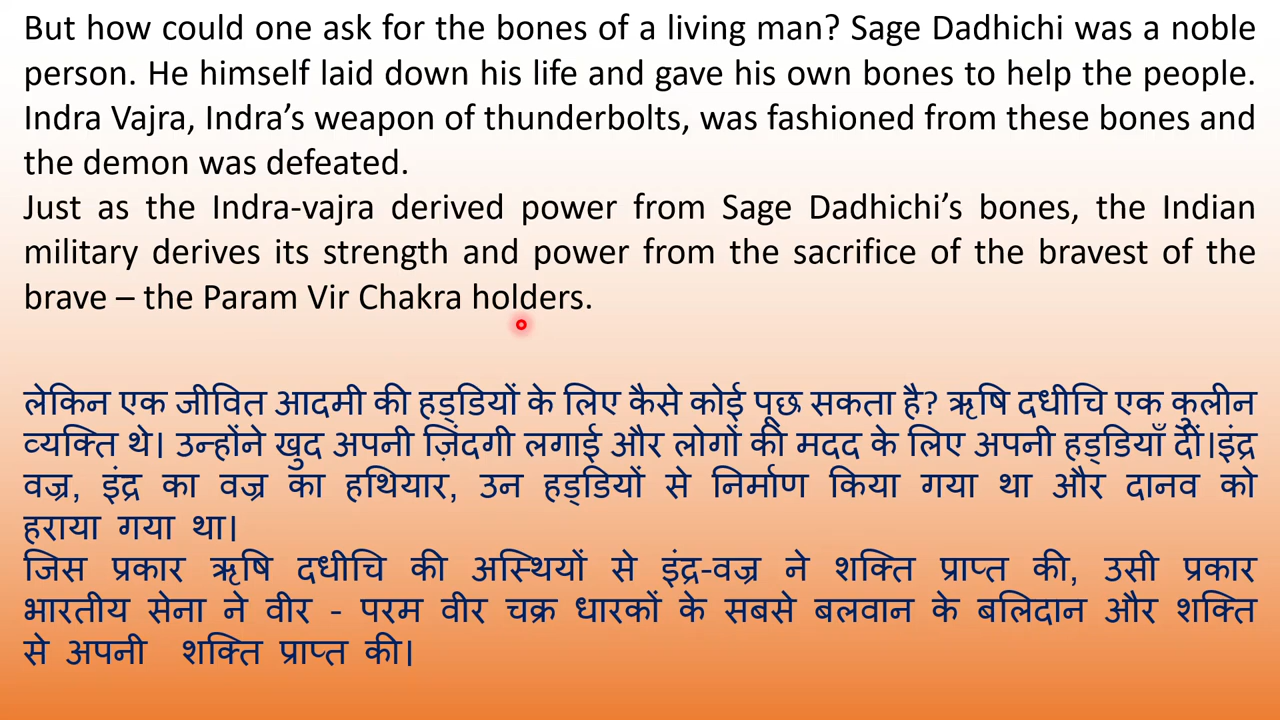 But how could one ask for the bones of a living man? Sage Dadhichi was a noble
person. He himself laid down his life and gave his own bones to help the people.
Indra Vajra, Indra’s weapon of thunderbolts, was fashioned from these bones and
the demon was defeated.
Just as the Indra-vajra derived power from Sage Dadhichi’s bones, the Indian
military derives its strength and power from the sacrifice of the bravest of the
brave – the Param Vir Chakra holders.
लेकिन एक जीवित आदमी की हड्डियों के लिए कैसे कोई पूछ सकता है? ऋषि दधीचि एक कुलीन
व्यक्ति थे। उन्होंने खुद अपनी ज़िंदगी लगाई और लोगों की मदद के लिए अपनी हड्डियाँ दीं।इंद्र
वज्र, इंद्र का वज्र का हथियार, उन हड्डियों से निर्माण किया गया था और दानव को
हराया गया था।
जिस प्रकार ऋषि दधीचि की अस्थियों से इंद्र-वज्र ने शक्ति प्राप्त की, उसी प्रकार
भारतीय सेना ने वीर - परम वीर चक्र धारकों के सबसे बलवान के बलिदान और शक्ति
से अपनी शक्ति प्राप्त की।